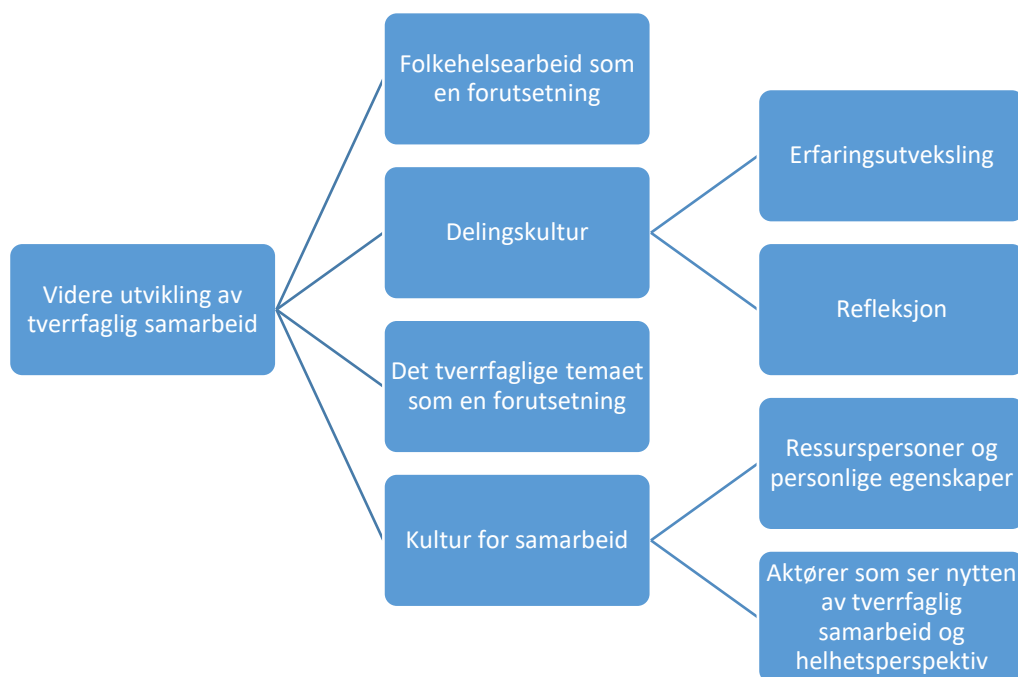 Videre utvikling av
tverrfaglig samarbeid
Folkehelsearbeid som
en forutsetning
Delingskultur
Erfaringsutveksling
Refleksjon
Det tverrfaglige temaet
som en forutsetning
Kultur for samarbeid
Ressurspersoner og
personlige egenskaper
Aktører som ser nytten
av tverrfaglig
samarbeid og
helhetsperspektiv